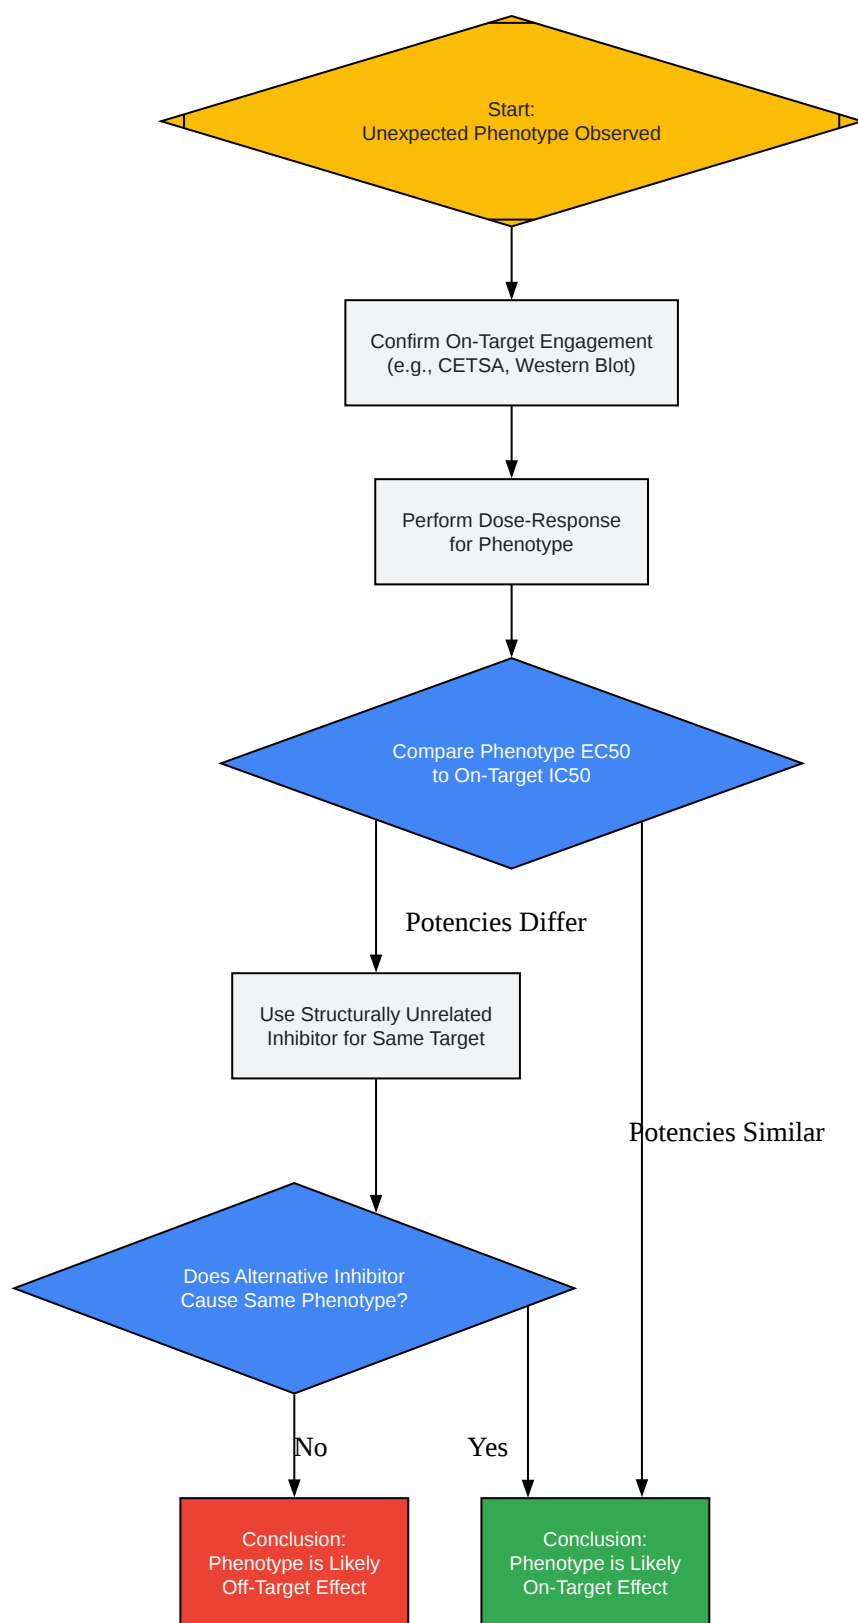 Start:
Unexpected Phenotype Observed
Confirm On-Target Engagement
(e.g., CETSA, Western Blot)
Perform Dose-Response
for Phenotype
Compare Phenotype EC50
to On-Target IC50
Potencies Differ
Use Structurally Unrelated
Inhibitor for Same Target
Potencies Similar
Does Alternative Inhibitor
Cause Same Phenotype?
No
Yes
Conclusion:
Phenotype is Likely
Off-Target Effect
Conclusion:
Phenotype is Likely
On-Target Effect